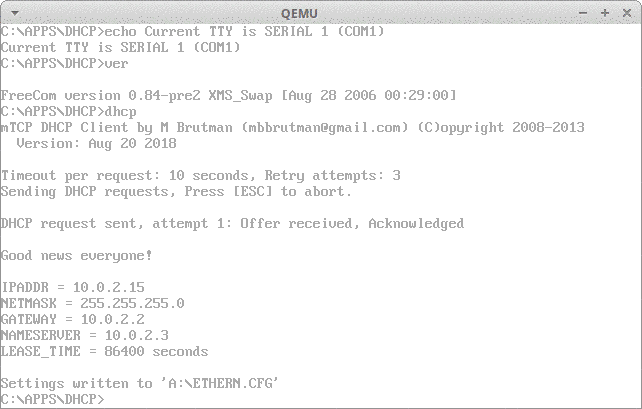 QEMU
C:\APPS\DHCP>echo Current TTY is SERIAL 1 (COM1)
Current TTY is SERIAL 1 (COM1)
C:\APPS\DHCP>ver
FreeCom version 0.84-pre2 XMS_Swap [Aug 28 2006 00:29:00]
C:\APPS\DHCP>dhcp
mTCP DHCP Client by M Brutman (mbbrutman@gmail.com) (C)opyright 2008-2013
Version: Aug 20 2018
Timeout per request: 10 seconds, Retry attempts: 3
Sending DHCP requests, Press [ESC] to abort.
DHCP request sent, attempt 1: Offer received, Acknowledged
Good news everyone!
IPADDR = 10.0.2.15
NETMASK = 255.255.255.0
GATEWAY = 10.0.2.2
NAMESERVER = 10.0.2.3
LEASE_TIME = 86400 seconds
Settings written to 'A:\ETHERN.CFG'
C:\APPS\DHCP>